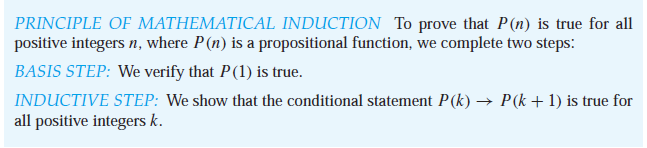 PRINCIPLE OF MATHEMATICAL INDUCTION To prove that P(n) is true for all
positive integers n, where P(n) is a propositional function, we complete two steps:
BASIS STEP: We verify that P(1) is true.
INDUCTIVE STEP: We show that the conditional statement P(k) → P(k + 1) is true for
all positive integers k.